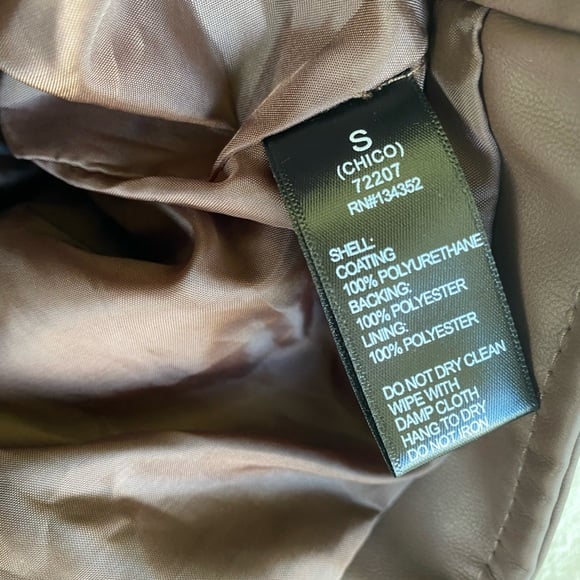 S
(CHICO)
72207
RN#134352
SHELL:
COATING
100% POLYURETHANE
BACKING:
100% POLYESTER
LINING:
100% POLYESTER
DO NOT DRY CLEAN
WIPE WITH
DAMP CLOTH
HANG TO DRY
DO NOT IRON